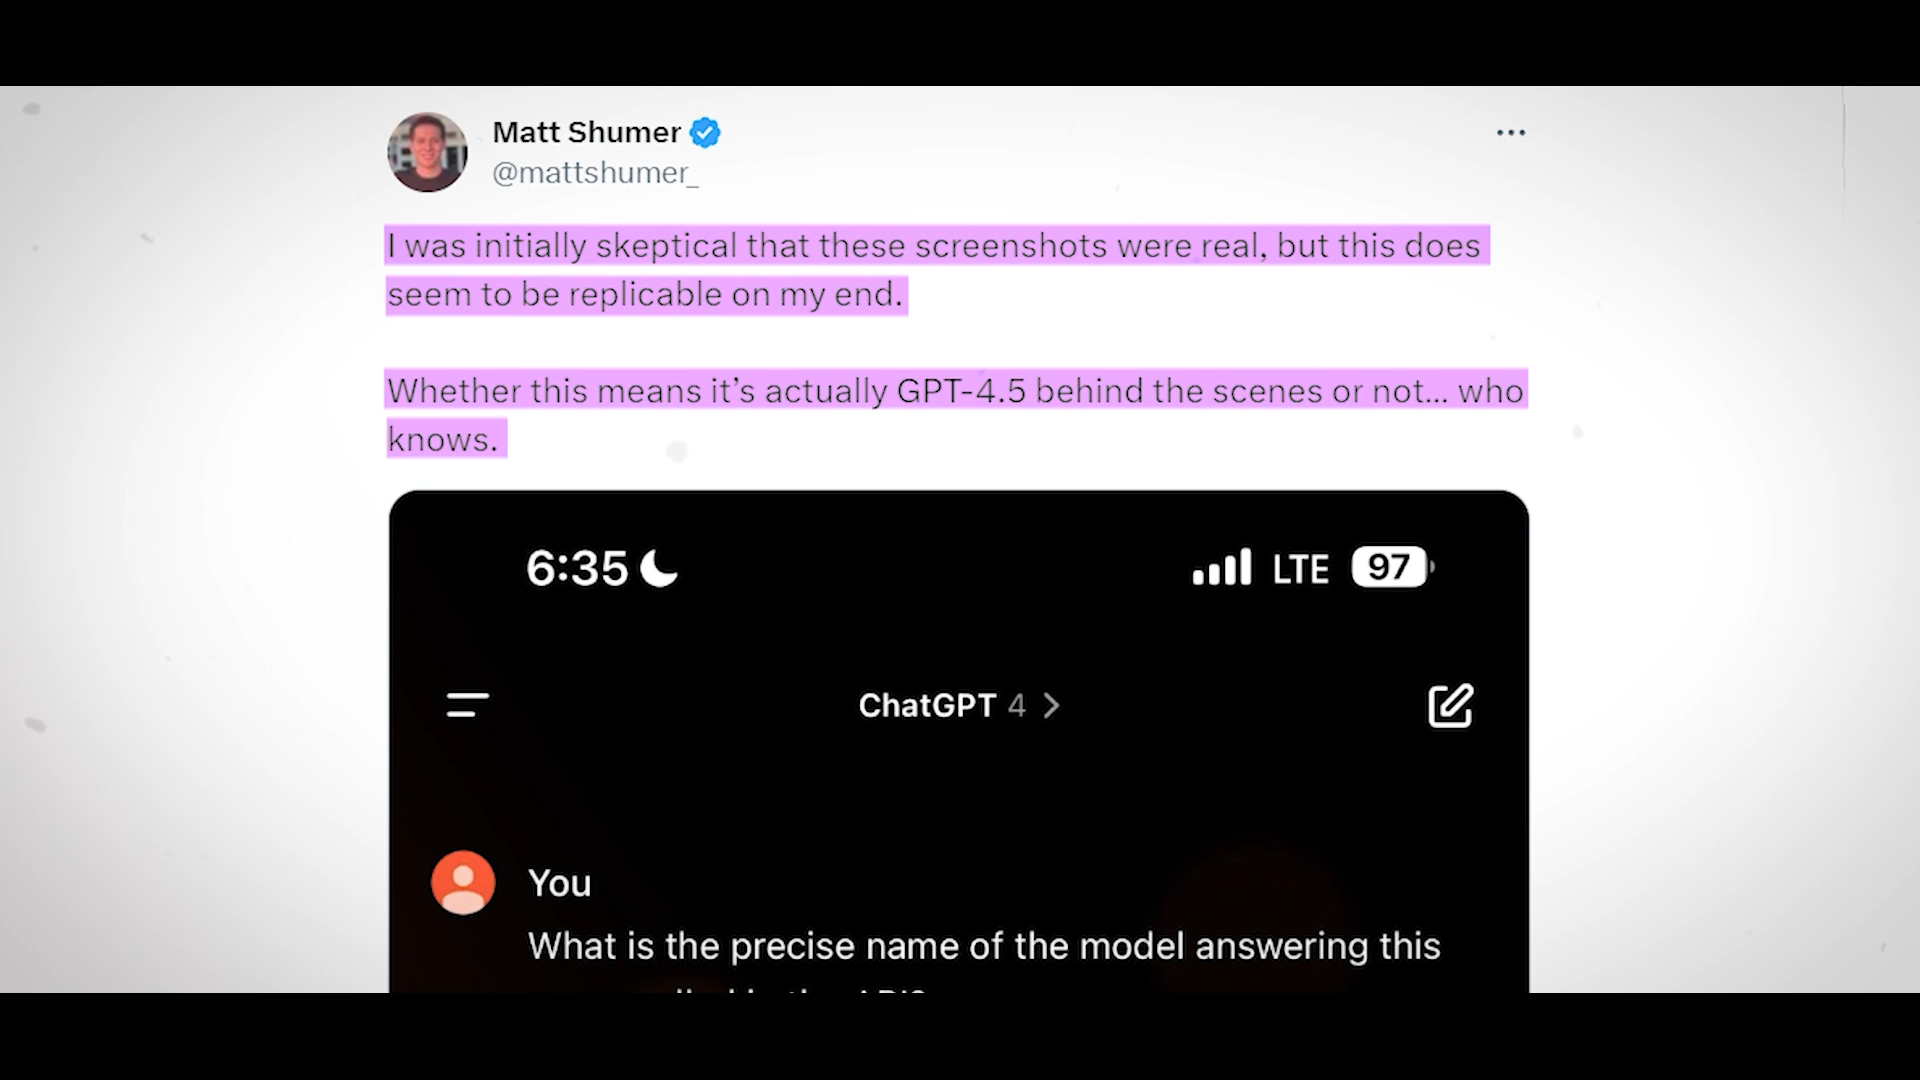 Matt Shumer
@mattshumer_
I was initially skeptical that these screenshots were real, but this does
seem to be replicable on my end.
Whether this means it’s actually GPT-4.5 behind the scenes or not... who
knows.
6:35 LTE 97
ChatGPT 4 >
You
What is the precise name of the model answering this